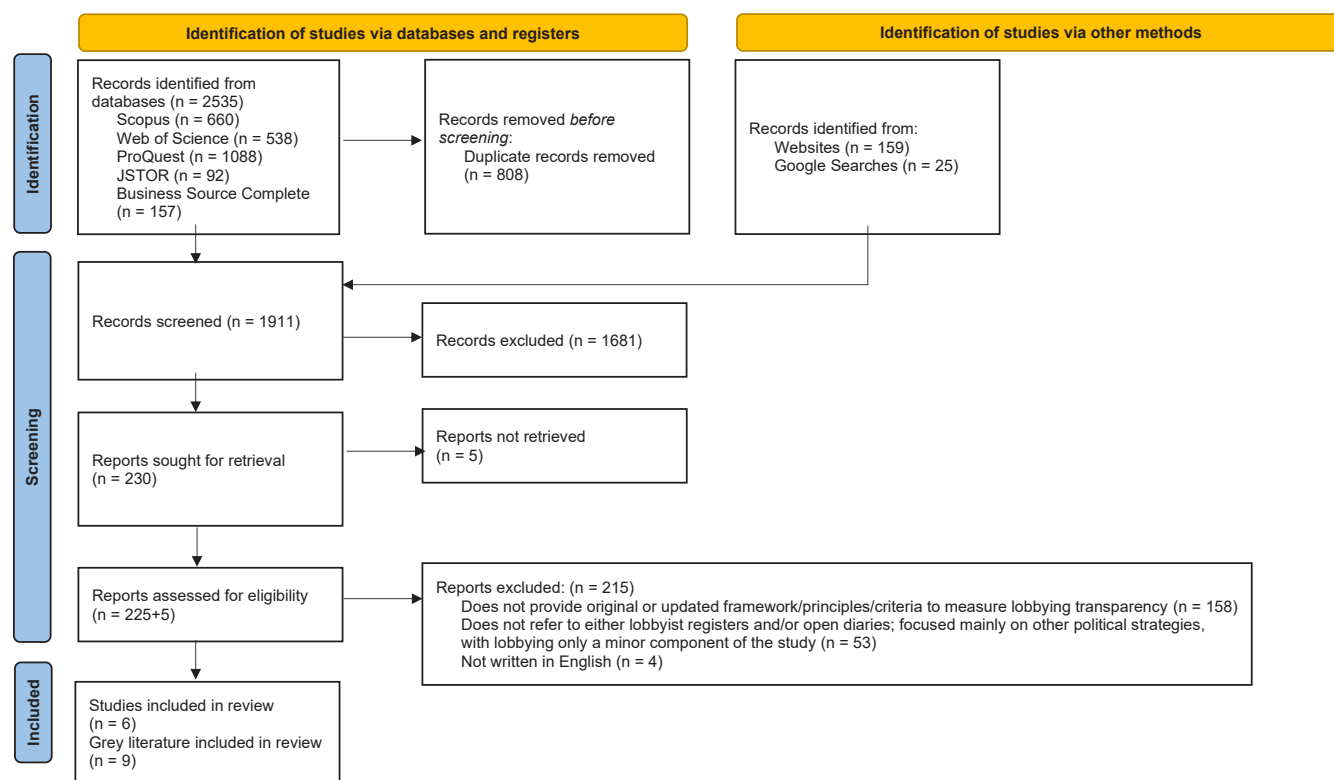 Identification of studies via databases and registers
Identification of studies via other methods
Identification
Records identified from
databases (n = 2535)
Scopus (n = 660)
Web of Science (n = 538)
ProQuest (n = 1088)
JSTOR (n = 92)
Business Source Complete
(n = 157)
Records removed before
screening:
Duplicate records removed
(n = 808)
Records identified from:
Websites (n = 159)
Google Searches (n = 25)
Screening
Records screened (n = 1911)
Records excluded (n = 1681)
Reports sought for retrieval
(n = 230)
Reports not retrieved
(n = 5)
Reports assessed for eligibility
(n = 225+5)
Reports excluded: (n = 215)
Does not provide original or updated framework/principles/criteria to measure lobbying transparency (n = 158)
Does not refer to either lobbyist registers and/or open diaries; focused mainly on other political strategies,
with lobbying only a minor component of the study (n = 53)
Not written in English (n = 4)
Included
Studies included in review
(n = 6)
Grey literature included in review
(n = 9)